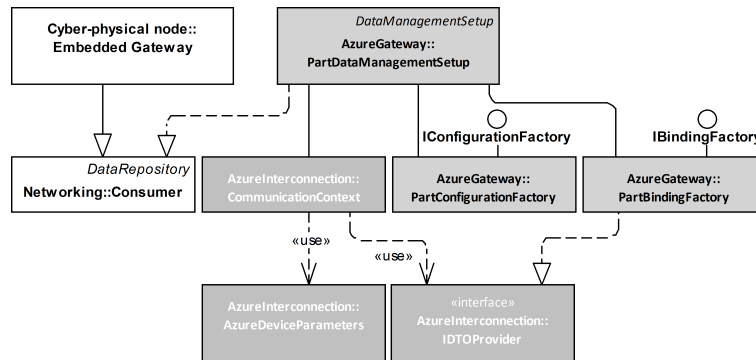 Cyber-physical node::
Embedded Gateway
DataManagementSetup
AzureGateway::
PartDataManagementSetup
IConfigurationFactory
IBindingFactory
DataRepository
Networking::Consumer
AzureInterconnection::
CommunicationContext
AzureGateway::
PartConfigurationFactory
AzureGateway::
PartBindingFactory
«use»
«use»
AzureInterconnection::
AzureDeviceParameters
«interface»
AzureInterconnection::
IDTOProvider